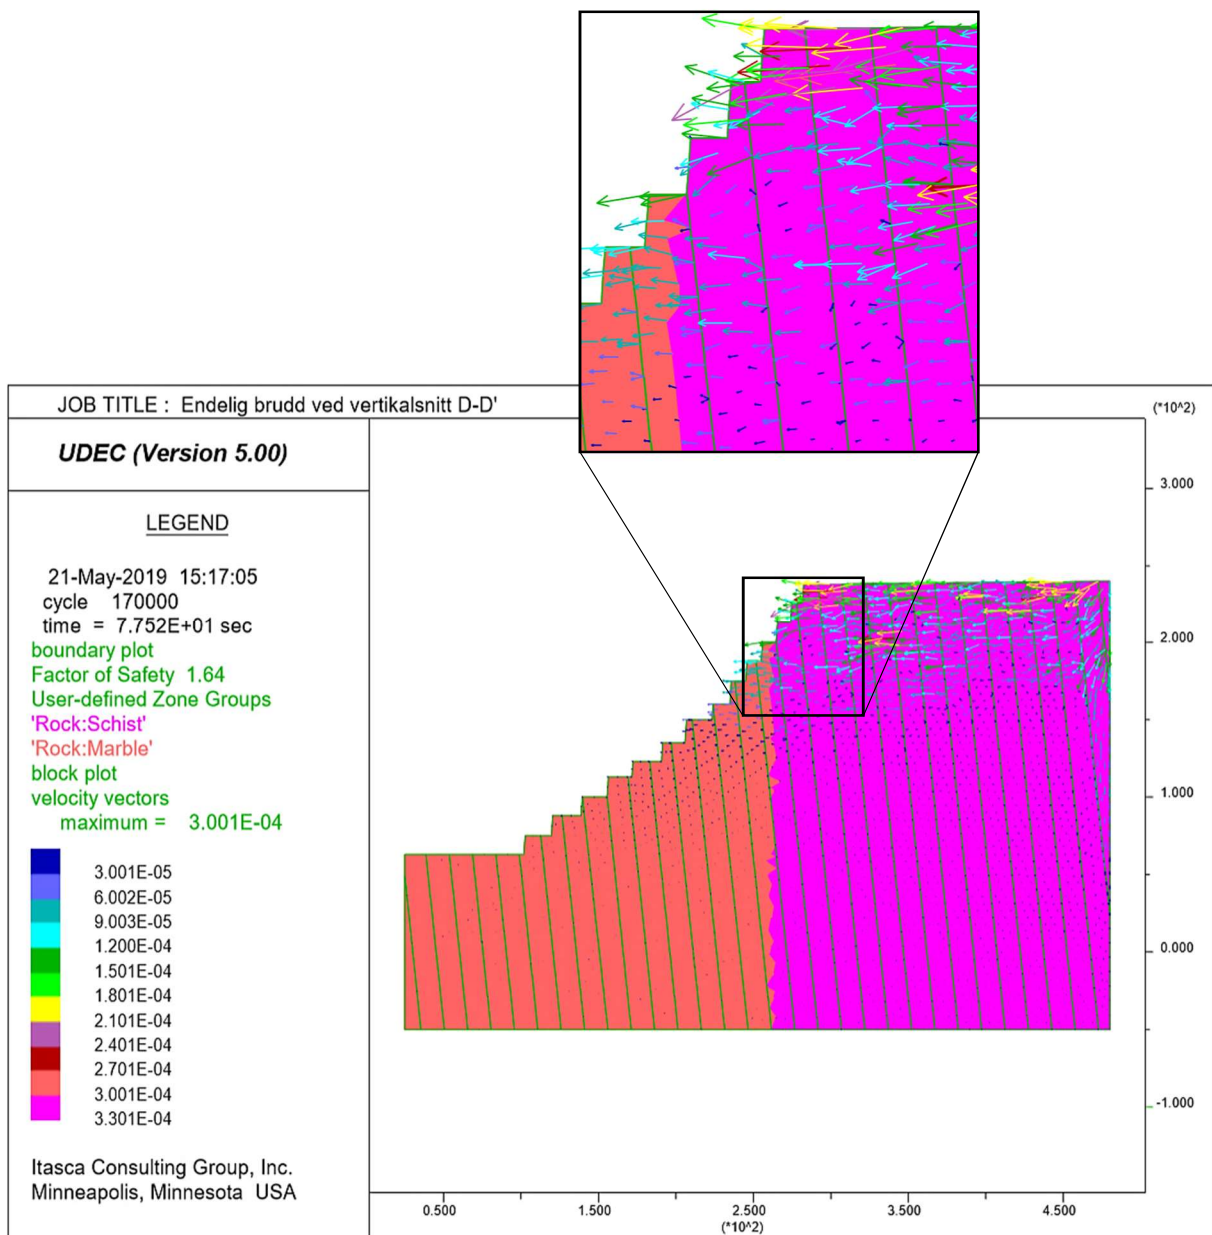 JOB TITLE : Endelig brudd ved vertikalsnitt D-D'
(*10^2)
UDEC (Version 5.00)
LEGEND
21-May-2019 15:17:05
cycle 170000
time = 7.752E+01 sec
boundary plot
Factor of Safety 1.64
User-defined Zone Groups
'Rock:Schist'
'Rock:Marble'
block plot
velocity vectors
maximum = 3.001E-04
3.001E-05
6.002E-05
9.003E-05
1.200E-04
1.501E-04
1.801E-04
2.101E-04
2.401E-04
2.701E-04
3.001E-04
3.301E-04
Itasca Consulting Group, Inc.
Minneapolis, Minnesota USA
3.000
2.000
1.000
0.000
-1.000
0.500 1.500 2.500 3.500 4.500
(*10^2)